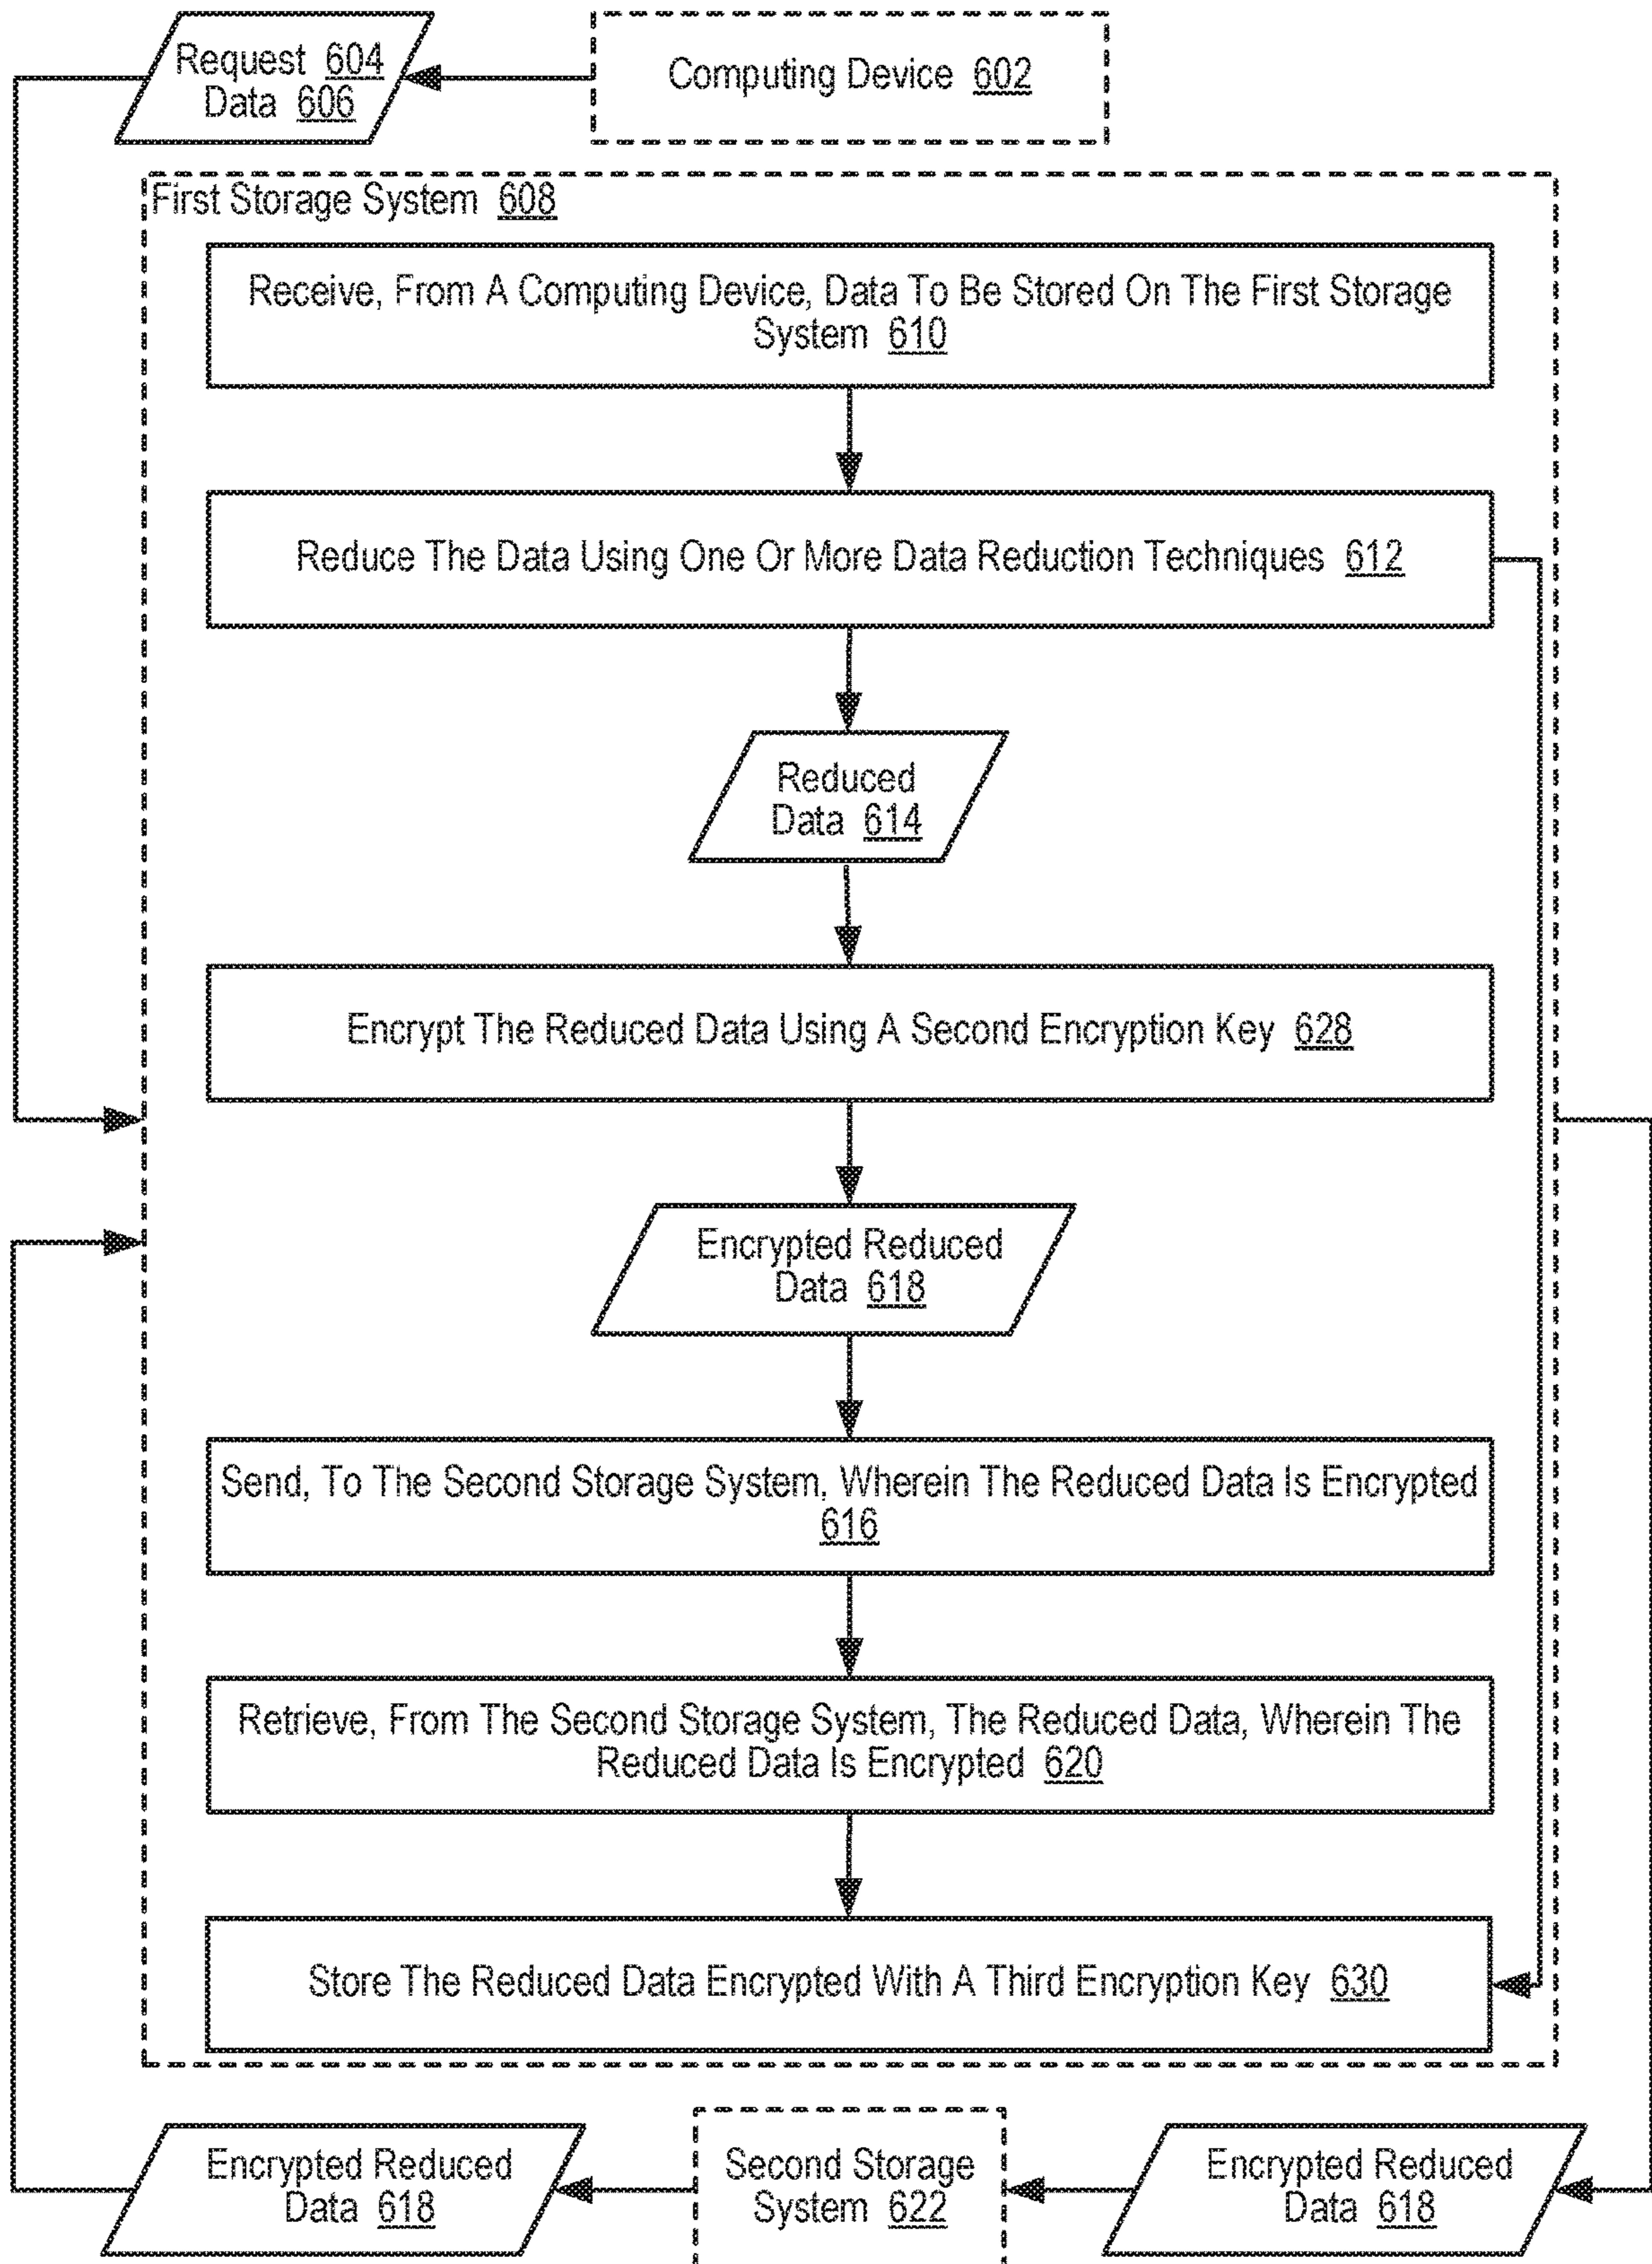 Request 604
Data 606
Computing Device 602
First Storage System 608
Receive, From A Computing Device, Data To Be Stored On The First Storage
System 610
Reduce The Data Using One Or More Data Reduction Techniques 612
Reduced
Data 614
Encrypt The Reduced Data Using A Second Encryption Key 628
Encrypted Reduced
Data 618
Send, To The Second Storage System, Wherein The Reduced Data Is Encrypted
616
Retrieve, From The Second Storage System, The Reduced Data, Wherein The
Reduced Data Is Encrypted 620
Store The Reduced Data Encrypted With A Third Encryption Key 630
Encrypted Reduced
Data 618
Second Storage
System 622
Encrypted Reduced
Data 618